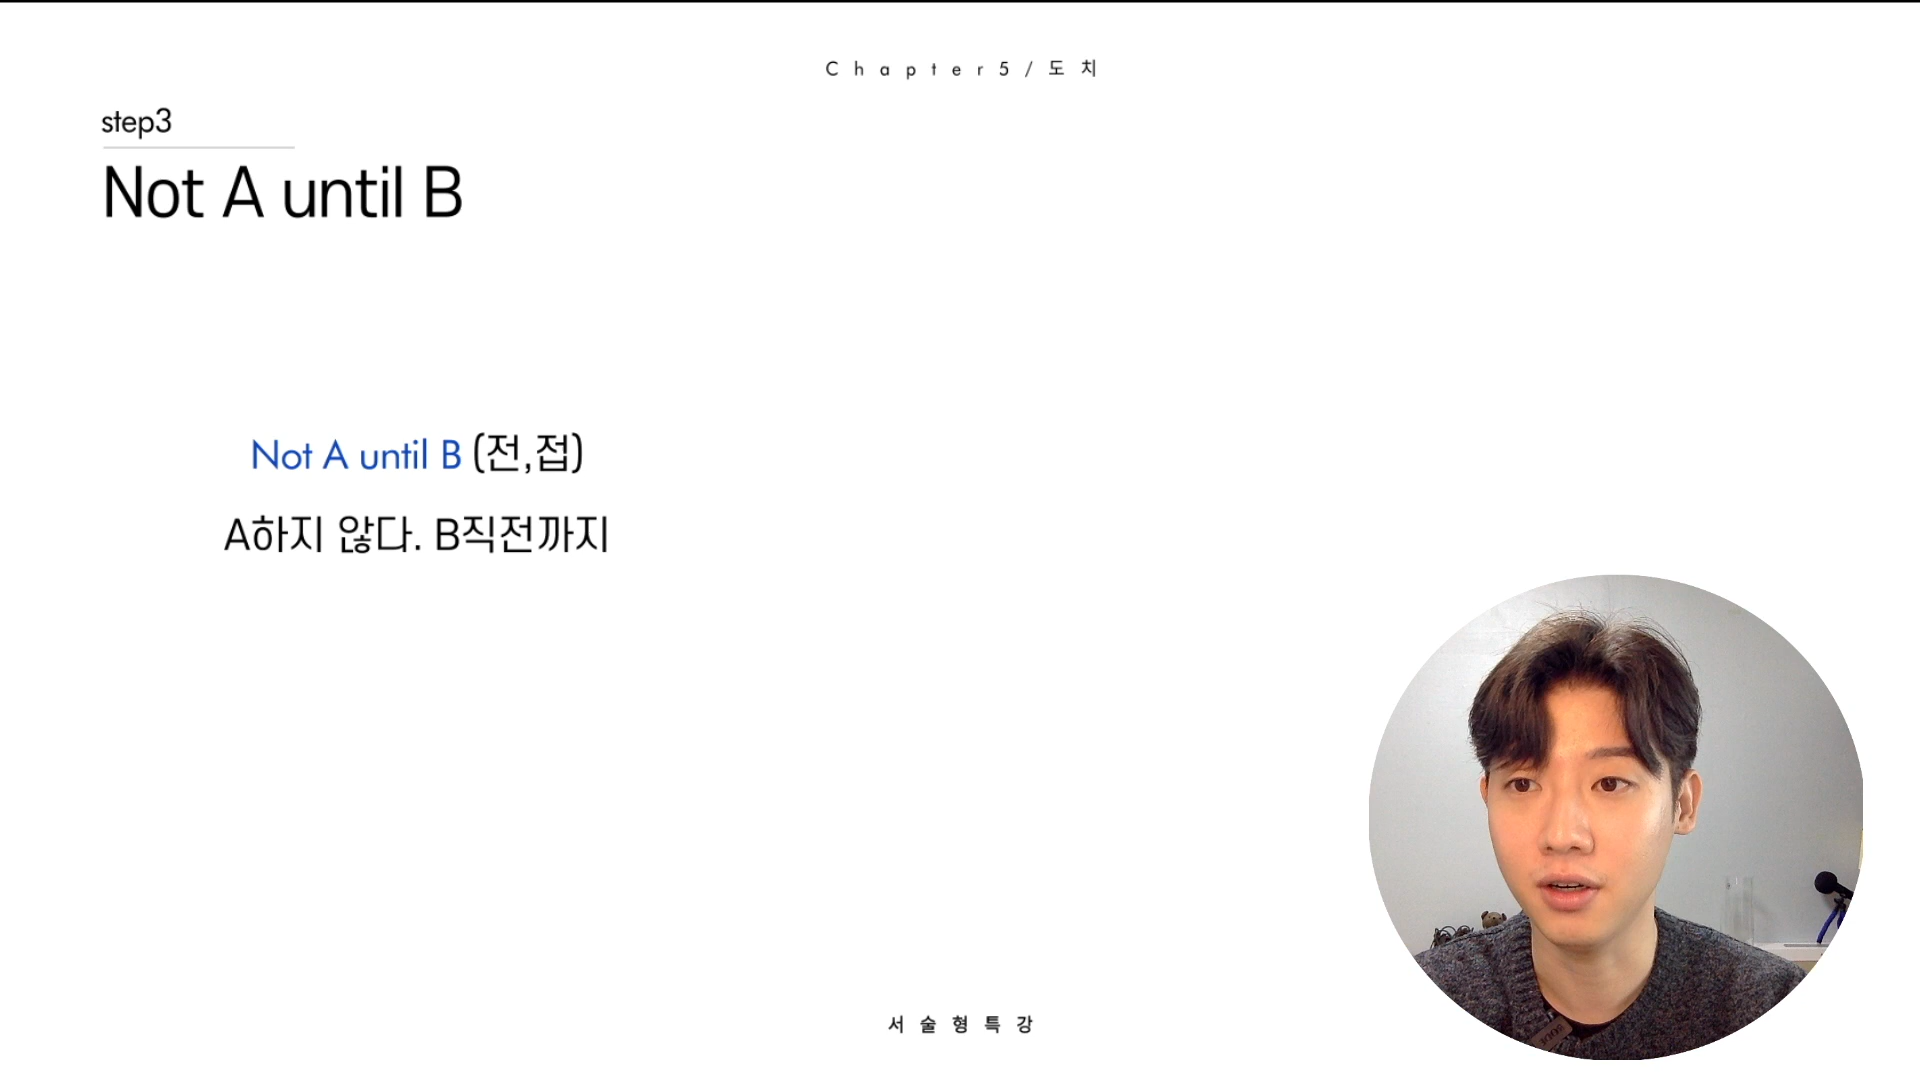 Chapter5/도치
step3
Not A until B
Not A until B (전,접)
A하지 않다. B직전까지
서술형특강